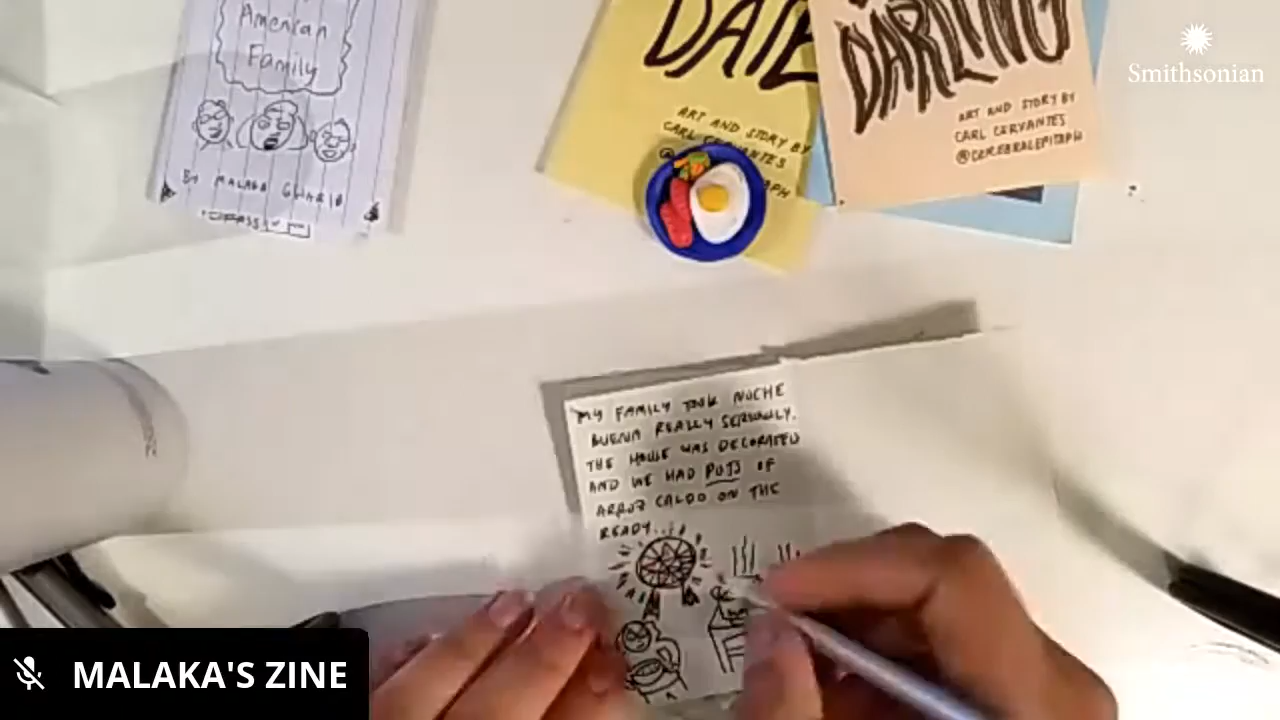 American
Family
BY MALAKA GHARIB
DATE
ART AND STORY BY
CARL CERVANTES
DARLING
ART AND STORY BY
CARL CERVANTES
@CEREBRALEPITAPH
Smithsonian
MY FAMILY TOOK NOCHE
BUENA REALLY SERIOUSLY.
THE HOUSE WAS DECORATED
AND WE HAD POTS OF
ARROZ CALDO ON THE
READY...
MALAKA'S ZINE